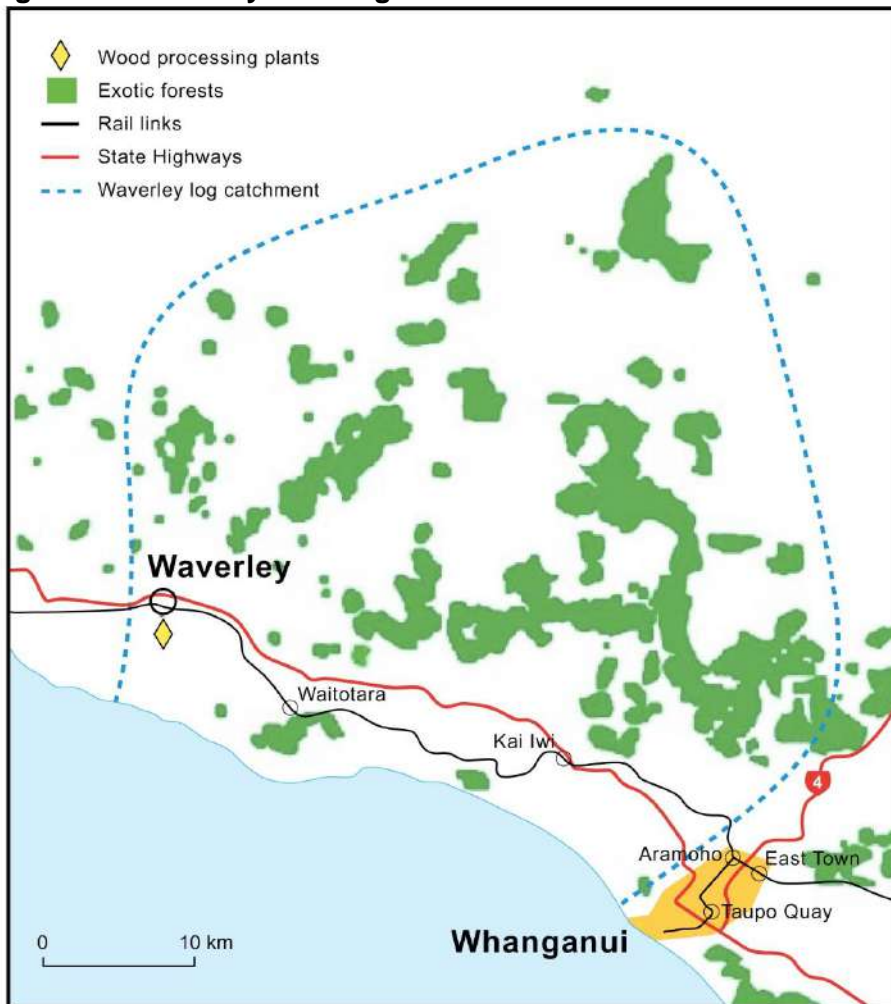 Wood processing plants
Exotic forests
Rail links
State Highways
Waverley log catchment
Waverley
Waitotara
Kai Iwi
4
Aramoho
East Town
Taupo Quay
Whanganui
0 10 km